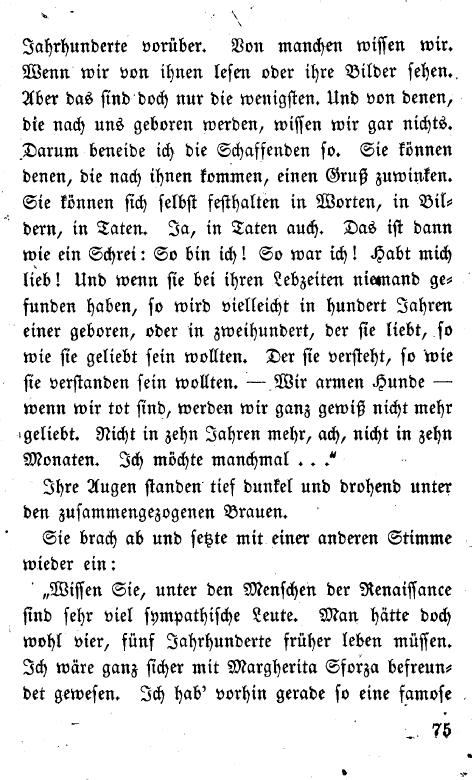 Jahrhunderte vorüber. Von manchen wissen wir.
Wenn wir von ihnen lesen oder ihre Bilder sehen.
Aber das sind doch nur die wenigsten. Und von denen,
die nach uns geboren werden, wissen wir gar nichts.
Darum beneide ich die Schaffenden so. Sie können
denen, die nach ihnen kommen, einen Gruß zuwinken.
Sie können sich selbst festhalten in Worten, in Bil-
dern, in Taten. Ja, in Taten auch. Das ist dann
wie ein Schrei: So bin ich! So war ich! Habt mich
lieb! Und wenn sie bei ihren Lebzeiten niemand ge-
funden haben, so wird vielleicht in hundert Jahren
einer geboren, oder in zweihundert, der sie liebt, so
wie sie geliebt sein wollten. Der sie versteht, so wie
sie verstanden sein wollten. — Wir armen Hunde —
wenn wir tot sind, werden wir ganz gewiß nicht mehr
geliebt. Nicht in zehn Jahren mehr, ach, nicht in zehn
Monaten. Ich möchte manchmal . . .“
Ihre Augen standen tief dunkel und drohend unter
den zusammengezogenen Brauen.
Sie brach ab und setzte mit einer anderen Stimme
wieder ein:
„Wissen Sie, unter den Menschen der Renaissance
sind sehr viel sympathische Leute. Man hätte doch
wohl vier, fünf Jahrhunderte früher leben müssen.
Ich wäre ganz sicher mit Margherita Sforza befreun-
det gewesen. Ich hab' vorhin gerade so eine famose
75